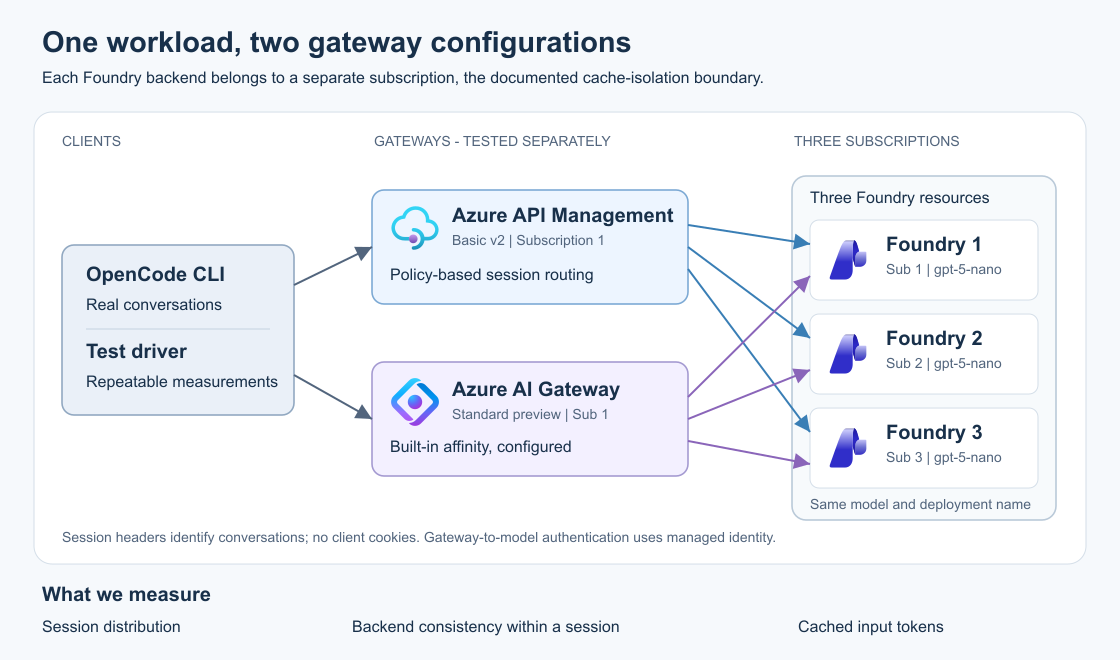 One workload, two gateway configurations
Each Foundry backend belongs to a separate subscription, the documented cache-isolation boundary.
CLIENTS
GATEWAYS - TESTED SEPARATELY
THREE SUBSCRIPTIONS
OpenCode CLI
Real conversations
Test driver
Repeatable measurements
Azure API Management
Basic v2 | Subscription 1
Policy-based session routing
Azure AI Gateway
Standard preview | Sub 1
Built-in affinity, configured
Three Foundry resources
Foundry 1
Sub 1 | gpt-5-nano
Foundry 2
Sub 2 | gpt-5-nano
Foundry 3
Sub 3 | gpt-5-nano
Same model and deployment name
Session headers identify conversations; no client cookies. Gateway-to-model authentication uses managed identity.
What we measure
Session distribution
Backend consistency within a session
Cached input tokens